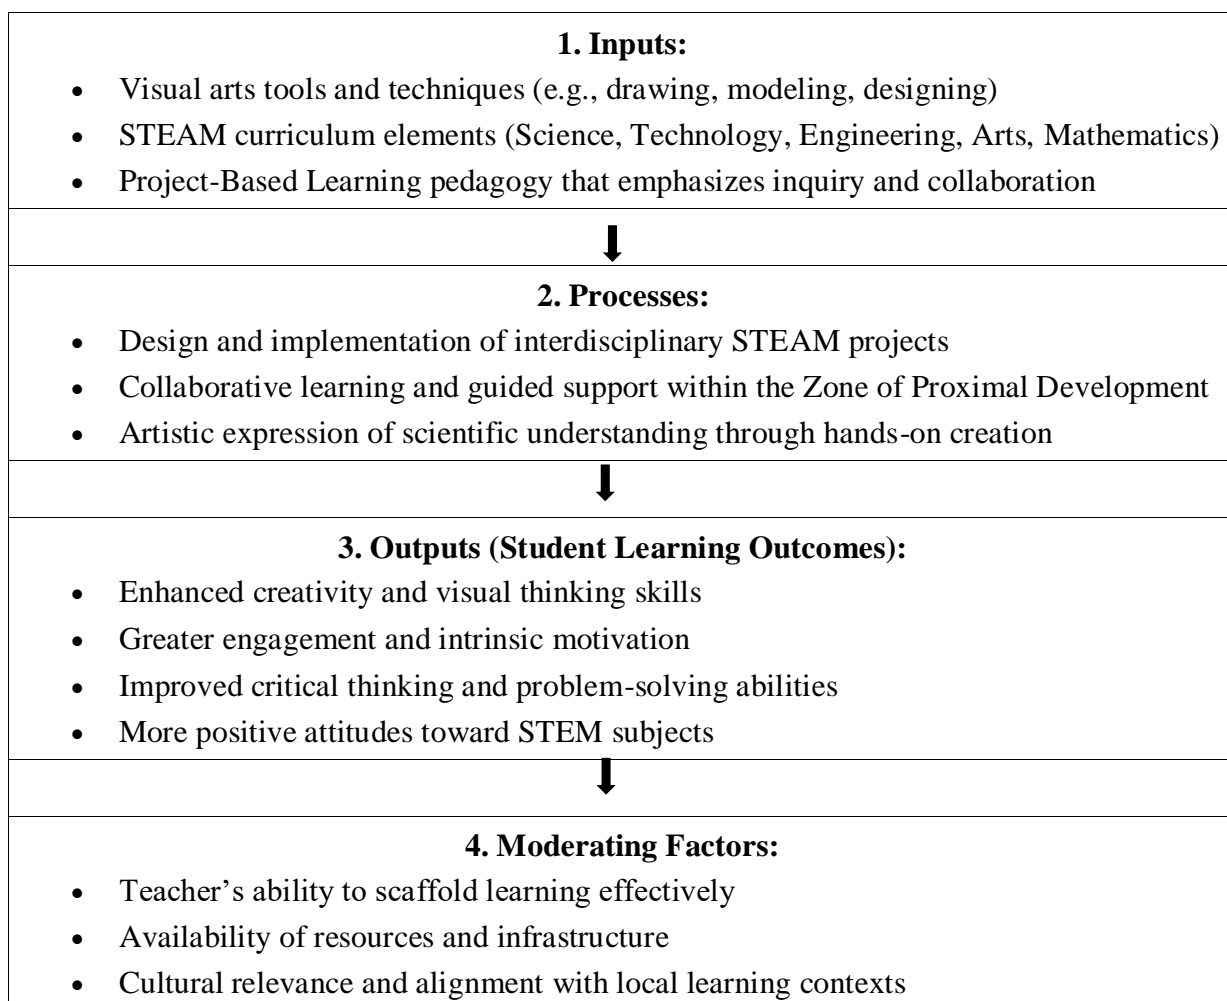 1. Inputs:
• Visual arts tools and techniques (e.g., drawing, modeling, designing)
• STEAM curriculum elements (Science, Technology, Engineering, Arts, Mathematics)
• Project-Based Learning pedagogy that emphasizes inquiry and collaboration
2. Processes:
• Design and implementation of interdisciplinary STEAM projects
• Collaborative learning and guided support within the Zone of Proximal Development
• Artistic expression of scientific understanding through hands-on creation
3. Outputs (Student Learning Outcomes):
• Enhanced creativity and visual thinking skills
• Greater engagement and intrinsic motivation
• Improved critical thinking and problem-solving abilities
• More positive attitudes toward STEM subjects
4. Moderating Factors:
• Teacher’s ability to scaffold learning effectively
• Availability of resources and infrastructure
• Cultural relevance and alignment with local learning contexts